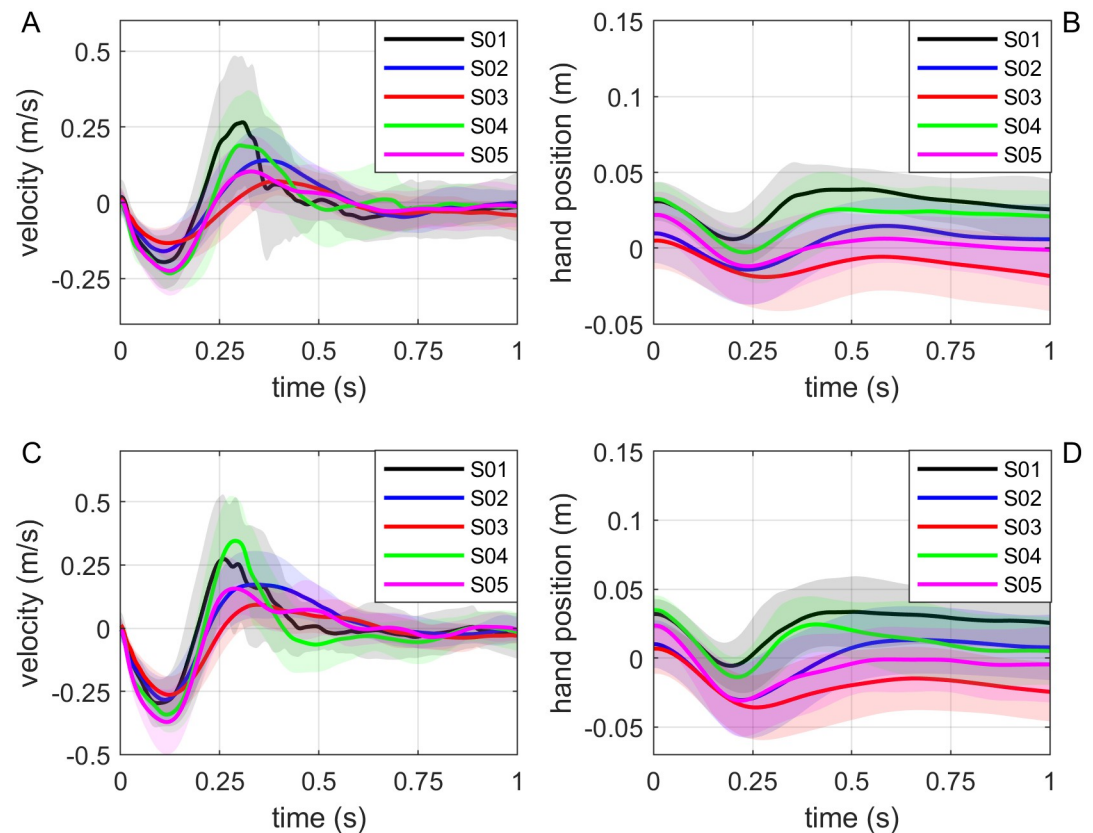 A
velocity (m/s)
0.5
0.25
0
-0.25
0
0.25
0.5
0.75
1
time (s)
S01
S02
S03
S04
S05
B
hand position (m)
0.15
0.1
0.05
0
-0.05
0
0.25
0.5
0.75
1
time (s)
S01
S02
S03
S04
S05
C
velocity (m/s)
0.5
0.25
0
-0.25
-0.5
0
0.25
0.5
0.75
1
time (s)
S01
S02
S03
S04
S05
D
hand position (m)
0.15
0.1
0.05
0
-0.05
0
0.25
0.5
0.75
1
time (s)
S01
S02
S03
S04
S05